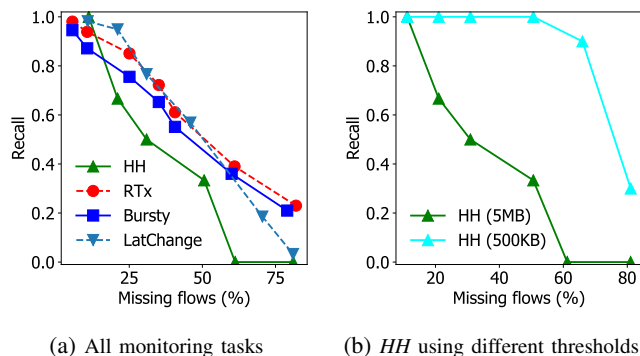 1.0
0.8
0.6
0.4
0.2
0.0
Recall
HH
RTx
Bursty
LatChange
25
50
75
Missing flows (%)
(a) All monitoring tasks
1.0
0.8
0.6
0.4
0.2
0.0
Recall
HH (5MB)
HH (500KB)
20
40
60
80
Missing flows (%)
(b) HH using different thresholds